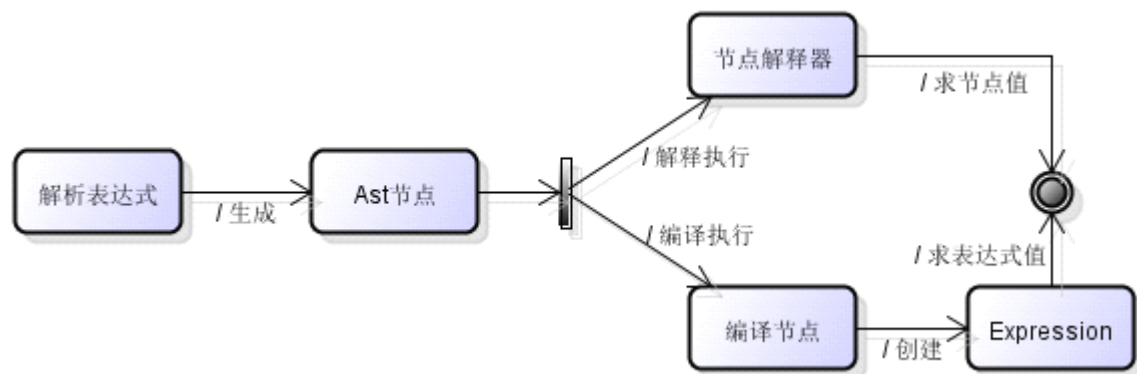 节点解释器
/ 求节点值
/ 解释执行
解析表达式
/ 生成
Ast节点
/ 编译执行
/ 求表达式值
编译节点
/ 创建
Expression